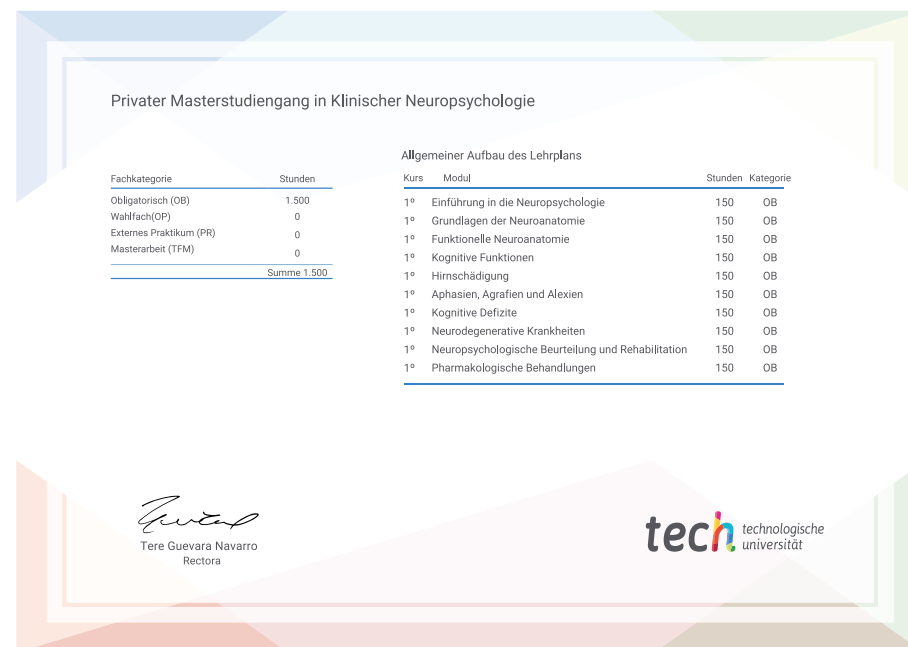 Privater Masterstudiengang in Klinischer Neuropsychologie
Fachkategorie Stunden
Obligatorisch (OB) 1.500
Wahlfach(OP) 0
Externes Praktikum (PR) 0
Masterarbeit (TFM) 0
Summe 1.500
Allgemeiner Aufbau des Lehrplans
Kurs Modul Stunden Kategorie
1º Einführung in die Neuropsychologie 150 OB
1º Grundlagen der Neuroanatomie 150 OB
1º Funktionelle Neuroanatomie 150 OB
1º Kognitive Funktionen 150 OB
1º Hirnschädigung 150 OB
1º Aphasien, Agrafien und Alexien 150 OB
1º Kognitive Defizite 150 OB
1º Neurodegenerative Krankheiten 150 OB
1º Neuropsychologische Beurteilung und Rehabilitation 150 OB
1º Pharmakologische Behandlungen 150 OB
Tere Guevara Navarro
Rectora
tech technologische
universität